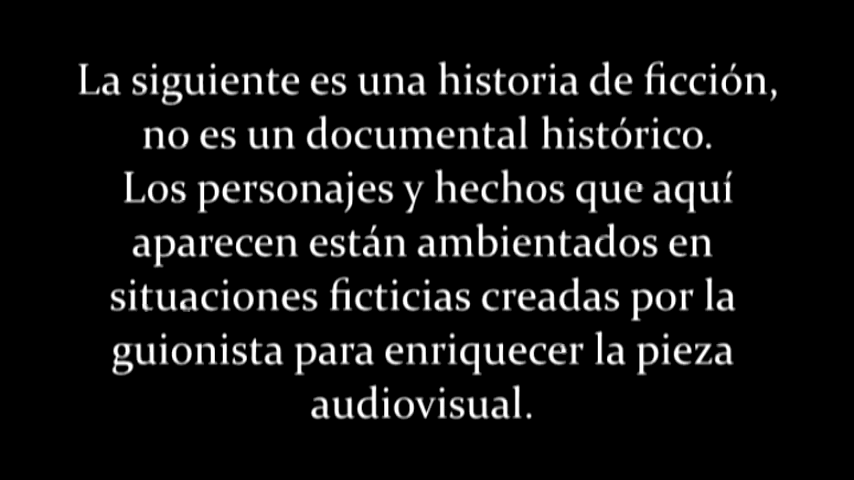 La siguiente es una historia de ficción,
no es un documental histórico.
Los personajes y hechos que aquí
aparecen están ambientados en
situaciones ficticias creadas por la
guionista para enriquecer la pieza
audiovisual.